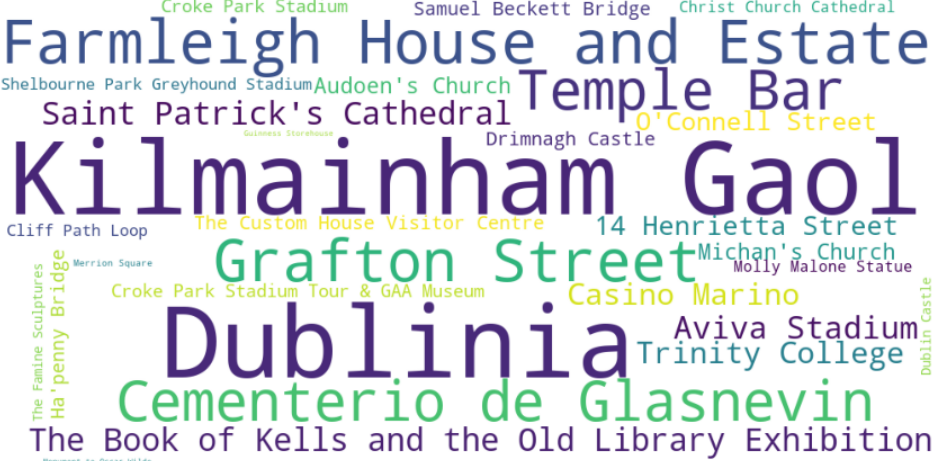 Croke Park Stadium
Samuel Beckett Bridge
Christ Church Cathedral
Farmleigh House and Estate
Shelbourne Park Greyhound Stadium
Audoen's Church
Temple Bar
Saint Patrick's Cathedral
O'Connell Street
Guinness Storehouse
Drimnagh Castle
Kilmainham Gaol
Cliff Path Loop
The Custom House Visitor Centre
14 Henrietta Street
Grafton Street
Michan's Church
Merrion Square
Molly Malone Statue
The Famine Sculptures
Ha'penny Bridge
Croke Park Stadium Tour & GAA Museum
Casino Marino
Dublin Castle
Dublinia
Aviva Stadium
Trinity College
Cementerio de Glasnevin
The Book of Kells and the Old Library Exhibition
Monument to Oscar Wilde